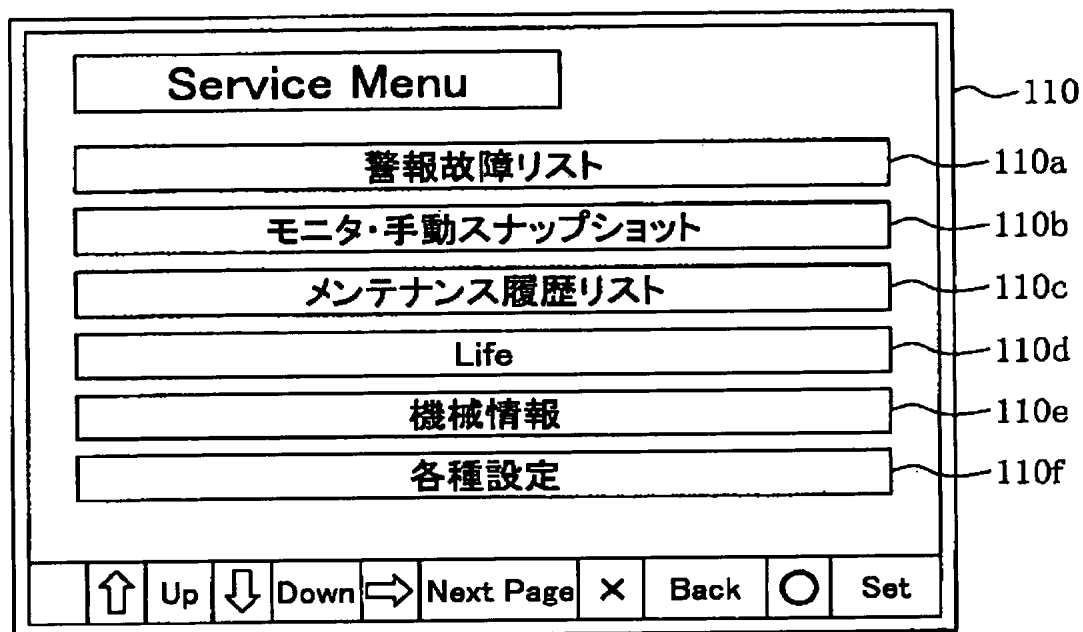 Service Menu
110
警報故障リスト
110a
モニタ・手動スナップショット
110b
メンテナンス履歴リスト
110c
Life
110d
機械情報
110e
各種設定
110f
⇧ Up ⇩ Down ⇨ Next Page × Back ○ Set